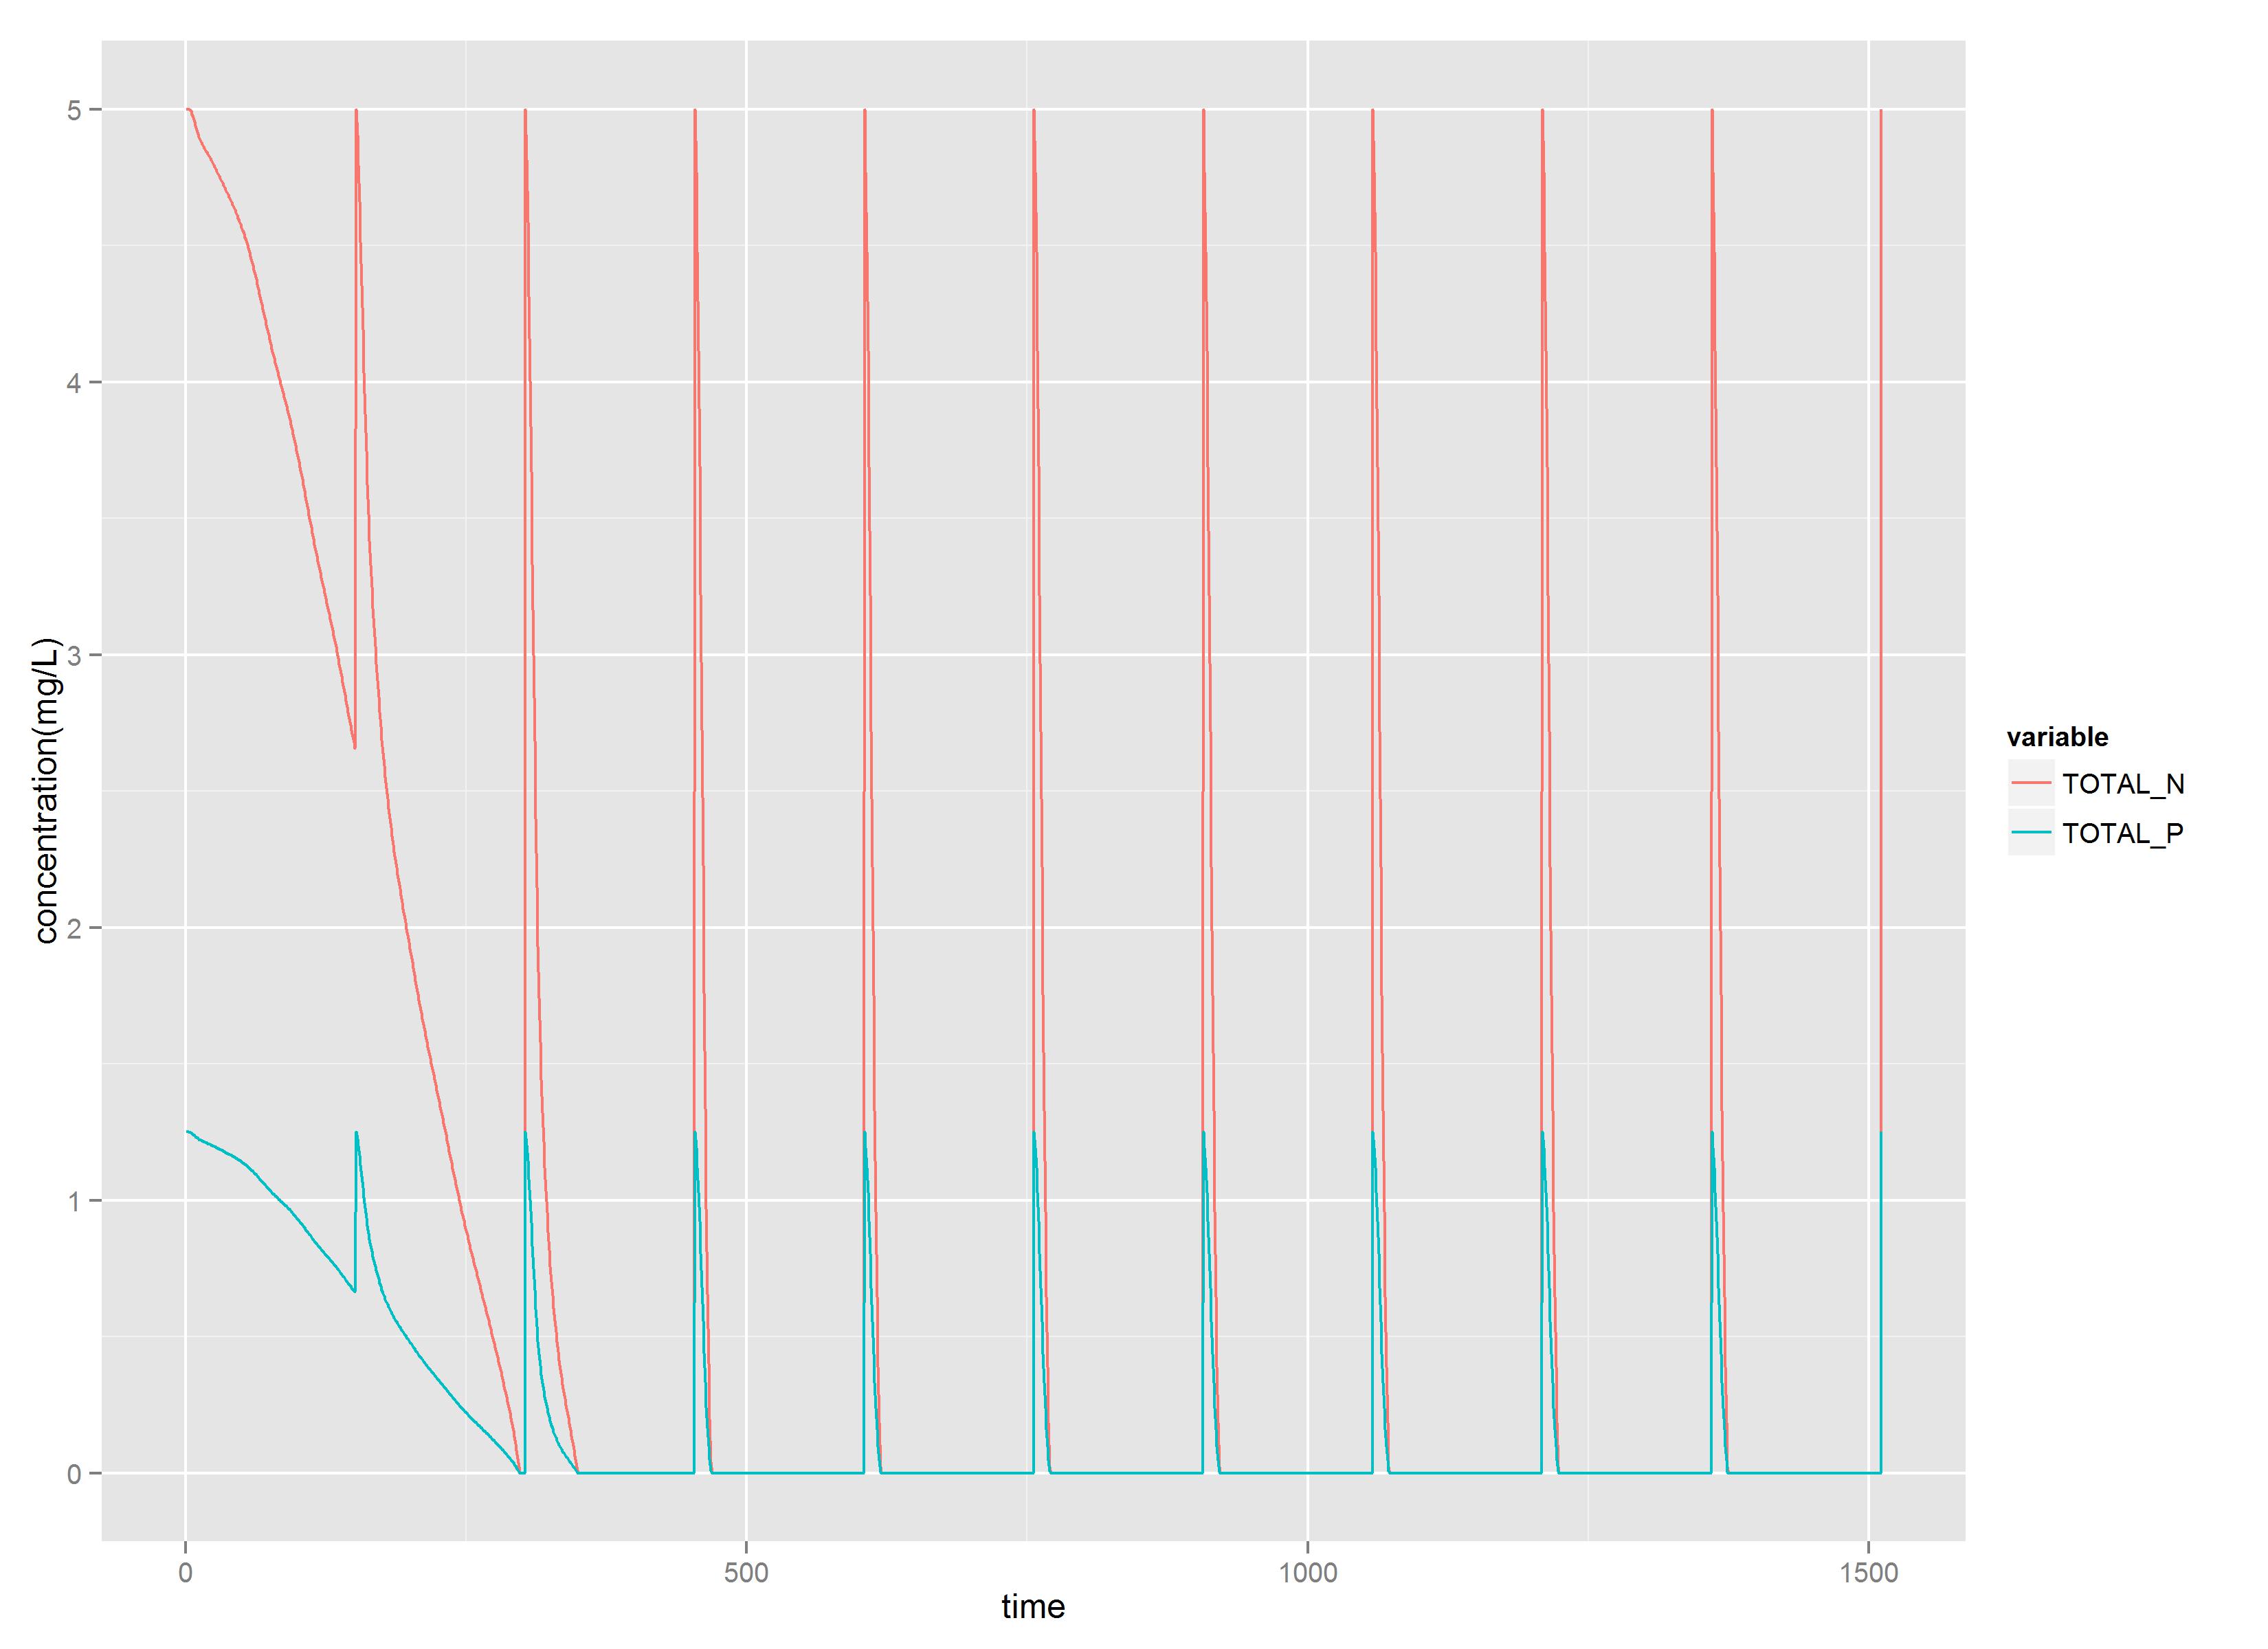 concentration(mg/L)
5
4
3
2
1
0
0 500 1000 1500
time
variable
TOTAL_N
TOTAL_P